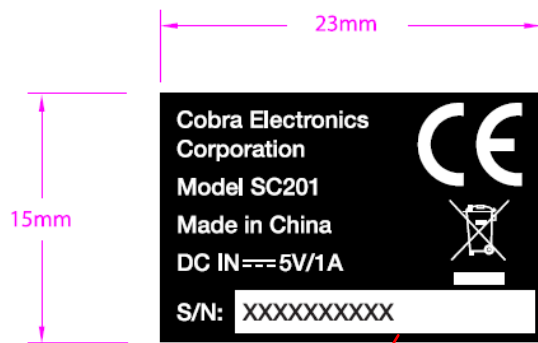 23mm
15mm
Cobra Electronics
Corporation
CE
Model SC201
Made in China
DC IN⎓5V/1A
S/N: XXXXXXXXXX